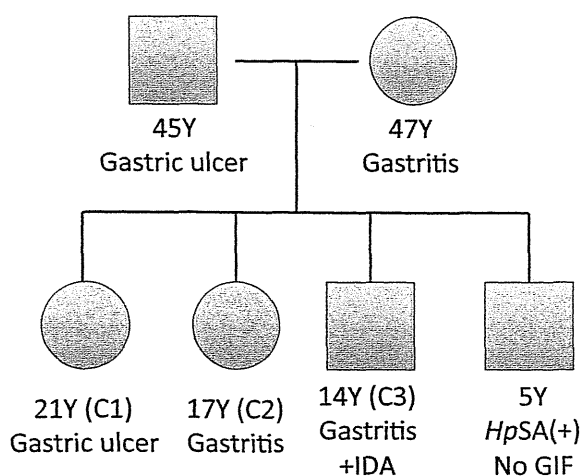 45Y
Gastric ulcer
47Y
Gastritis
21Y (C1)
Gastric ulcer
17Y (C2)
Gastritis
14Y (C3)
Gastritis
+IDA
5Y
HpSA(+)
No GIF